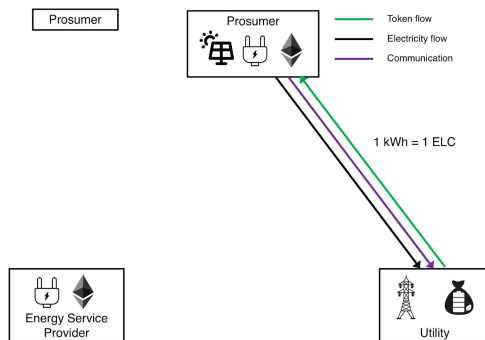 Prosumer
Prosumer
Token flow
Electricity flow
Communication
1 kWh = 1 ELC
Energy Service
Provider
Utility